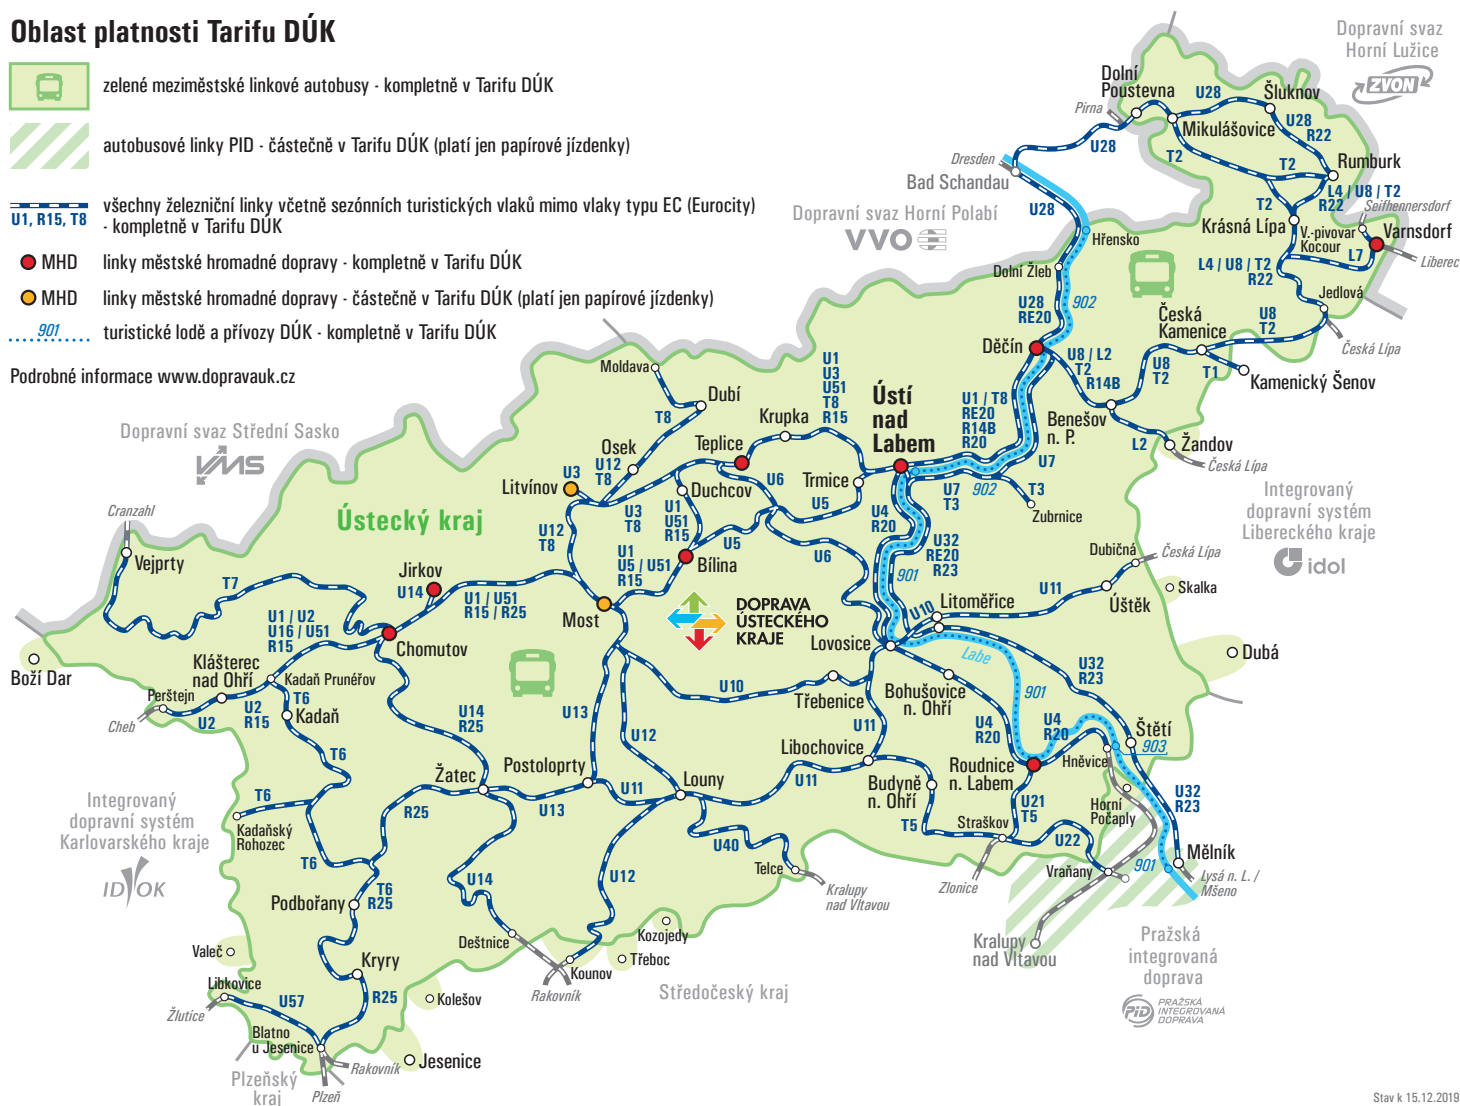 Oblast platnosti Tarifu DÚK
zelené meziměstské linkové autobusy - kompletně v Tarifu DÚK
autobusové linky PID - částečně v Tarifu DÚK (platí jen papírové jízdenky)
všechny železniční linky včetně sezónních turistických vlaků mimo vlaky typu EC (Eurocity)
U1, R15, T8 - kompletně v Tarifu DÚK
MHD linky městské hromadné dopravy - kompletně v Tarifu DÚK
MHD linky městské hromadné dopravy - částečně v Tarifu DÚK (platí jen papírové jízdenky)
901 turistické lodě a přívozy DÚK - kompletně v Tarifu DÚK
Podrobné informace www.dopravauk.cz
Dopravní svaz
Horní Lužice
ZVON
Dolní
Poustevna
Pirna
U28
Šluknov
Mikulášovice
U28
R22
U28
T2
T2
Rumburk
Dresden
Bad Schandau
U28
T2
L4 / U8 / T2
R22
Seifhennersdorf
Krásná Lípa
V.-pivovar
Kocour
Varnsdorf
Liberec
L7
L4 / U8 / T2
R22
Dopravní svaz Horní Polabí
VVO
Hřensko
Dolní Žleb
U28
RE20
902
Jedlová
Česká
Kamenice
U8
T2
Česká Lípa
Děčín
U8 / L2
T2
R14B
U8
T2
T1
Kamenický Šenov
Benešov
n. P.
L2
Žandov
Česká Lípa
Moldava
Dubí
T8
U1
U3
U51
T8
R15
Krupka
Ústí
nad
Labem
U1 / T8
RE20
R14B
R20
U7
Dopravní svaz Střední Sasko
VMS
Osek
Teplice
U12
T8
U3
Litvínov
Duchcov
U6
Trmice
U7
T3
902
T3
Zubrnice
Integrovaný
dopravní systém
Libereckého kraje
idol
Cranzahl
Ústecký kraj
U3
T8
U1
U51
R15
U5
U4
R20
U12
T8
U5
U32
RE20
R23
Vejprty
U1
U5 / U51
R15
Bílina
U6
901
Dubičná
Česká Lípa
T7
Jirkov
U14
U1 / U51
R15 / R25
DOPRAVA
ÚSTECKÉHO
KRAJE
Skalka
U11
Úštěk
U10
Litoměřice
Most
U1 / U2
U16 / U51
R15
Chomutov
Lovosice
Labe
Boží Dar
Klášterec
nad Ohří
Kadaň Prunéřov
U32
R23
Dubá
Perštejn
Cheb
U2
U2
R15
T6
Kadaň
U10
Třebenice
Bohušovice
n. Ohří
901
U14
R25
U13
U11
U4
R20
U4
R20
Štětí
U12
903
T6
Libochovice
Žatec
Postoloprty
Louny
U11
Budyně
n. Ohří
Roudnice
n. Labem
Hněvice
U11
U13
U32
R23
Integrovaný
dopravní systém
Karlovarského kraje
IDOK
T6
R25
Kadaňský
Rohozec
Horní
Počaply
U21
T5
T5
Straškov
U22
U40
T6
Mělník
901
Telce
Vraňany
Lysá n. L. /
Mšeno
U14
U12
T6
R25
Kralupy
nad Vltavou
Zlonice
Podbořany
Kozojedy
Deštnice
Třeboc
Kralupy
nad Vltavou
Pražská
integrovaná
doprava
Valeč
Kryry
Kounov
Libkovice
Rakovník
Středočeský kraj
Kolešov
R25
PID
PRAŽSKÁ
INTEGROVANÁ
DOPRAVA
Žlutice
U57
Blatno
u Jesenice
Jesenice
Rakovník
Plzeňský
kraj
Plzeň
Stav k 15.12.2019